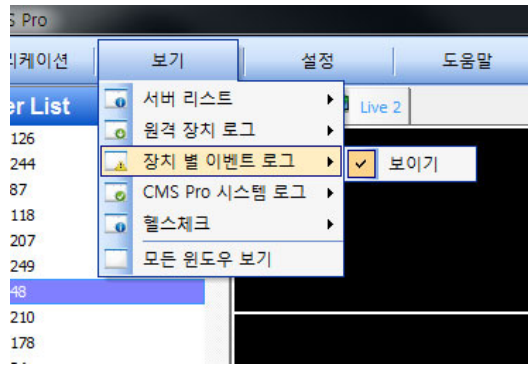 S Pro
리케이션 보기 설정 도움말
er List
Live 2
서버 리스트
원격 장치 로그
장치 별 이벤트 로그
보이기
CMS Pro 시스템 로그
헬스체크
모든 윈도우 보기
126
244
87
118
207
249
48
210
178